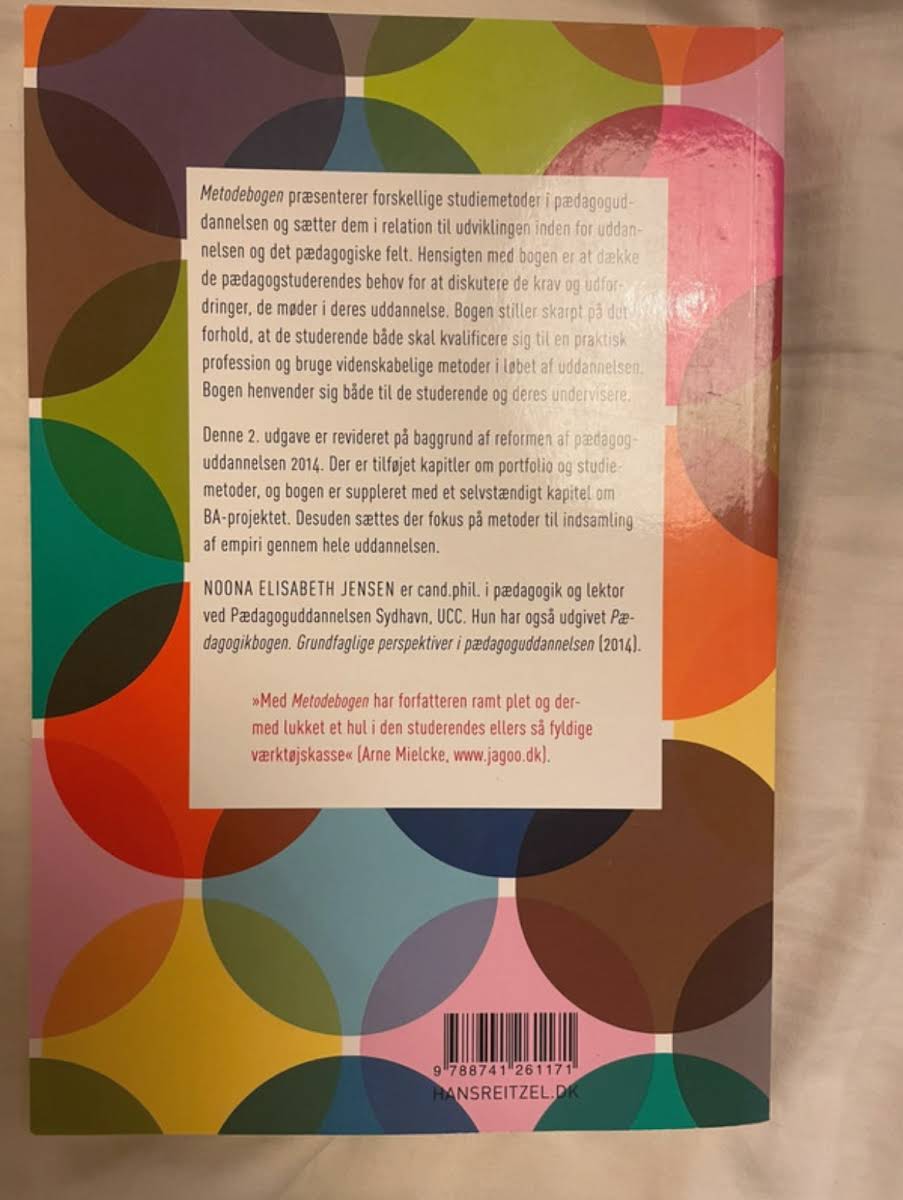 Metodebogen præsenterer forskellige studiemetoder i pædagogud-
dannelsen og sætter dem i relation til udviklingen inden for uddan-
nelsen og det pædagogiske felt. Hensigten med bogen er at dække
de pædagogstuderendes behov for at diskutere de krav og udfor-
dringer, de møder i deres uddannelse. Bogen stiller skarpt på det
forhold, at de studerende både skal kvalificere sig til en praktisk
profession og bruge videnskabelige metoder i løbet af uddannelsen.
Bogen henvender sig både til de studerende og deres undervisere.
Denne 2. udgave er revideret på baggrund af reformen af pædagog-
uddannelsen 2014. Der er tilføjet kapitler om portfolio og studie-
metoder, og bogen er suppleret med et selvstændigt kapitel om
BA-projektet. Desuden sættes der fokus på metoder til indsamling
af empiri gennem hele uddannelsen.
NOONA ELISABETH JENSEN er cand.phil. i pædagogik og lektor
ved Pædagoguddannelsen Sydhavn, UCC. Hun har også udgivet Pæ-
dagogikbogen. Grundfaglige perspektiver i pædagoguddannelsen (2014).
»Med Metodebogen har forfatteren ramt plet og der-
med lukket et hul i den studerendes ellers så fyldige
værktøjskasse« (Arne Mielcke, www.jagoo.dk).
9 788741 261171
HANSREITZEL.DK